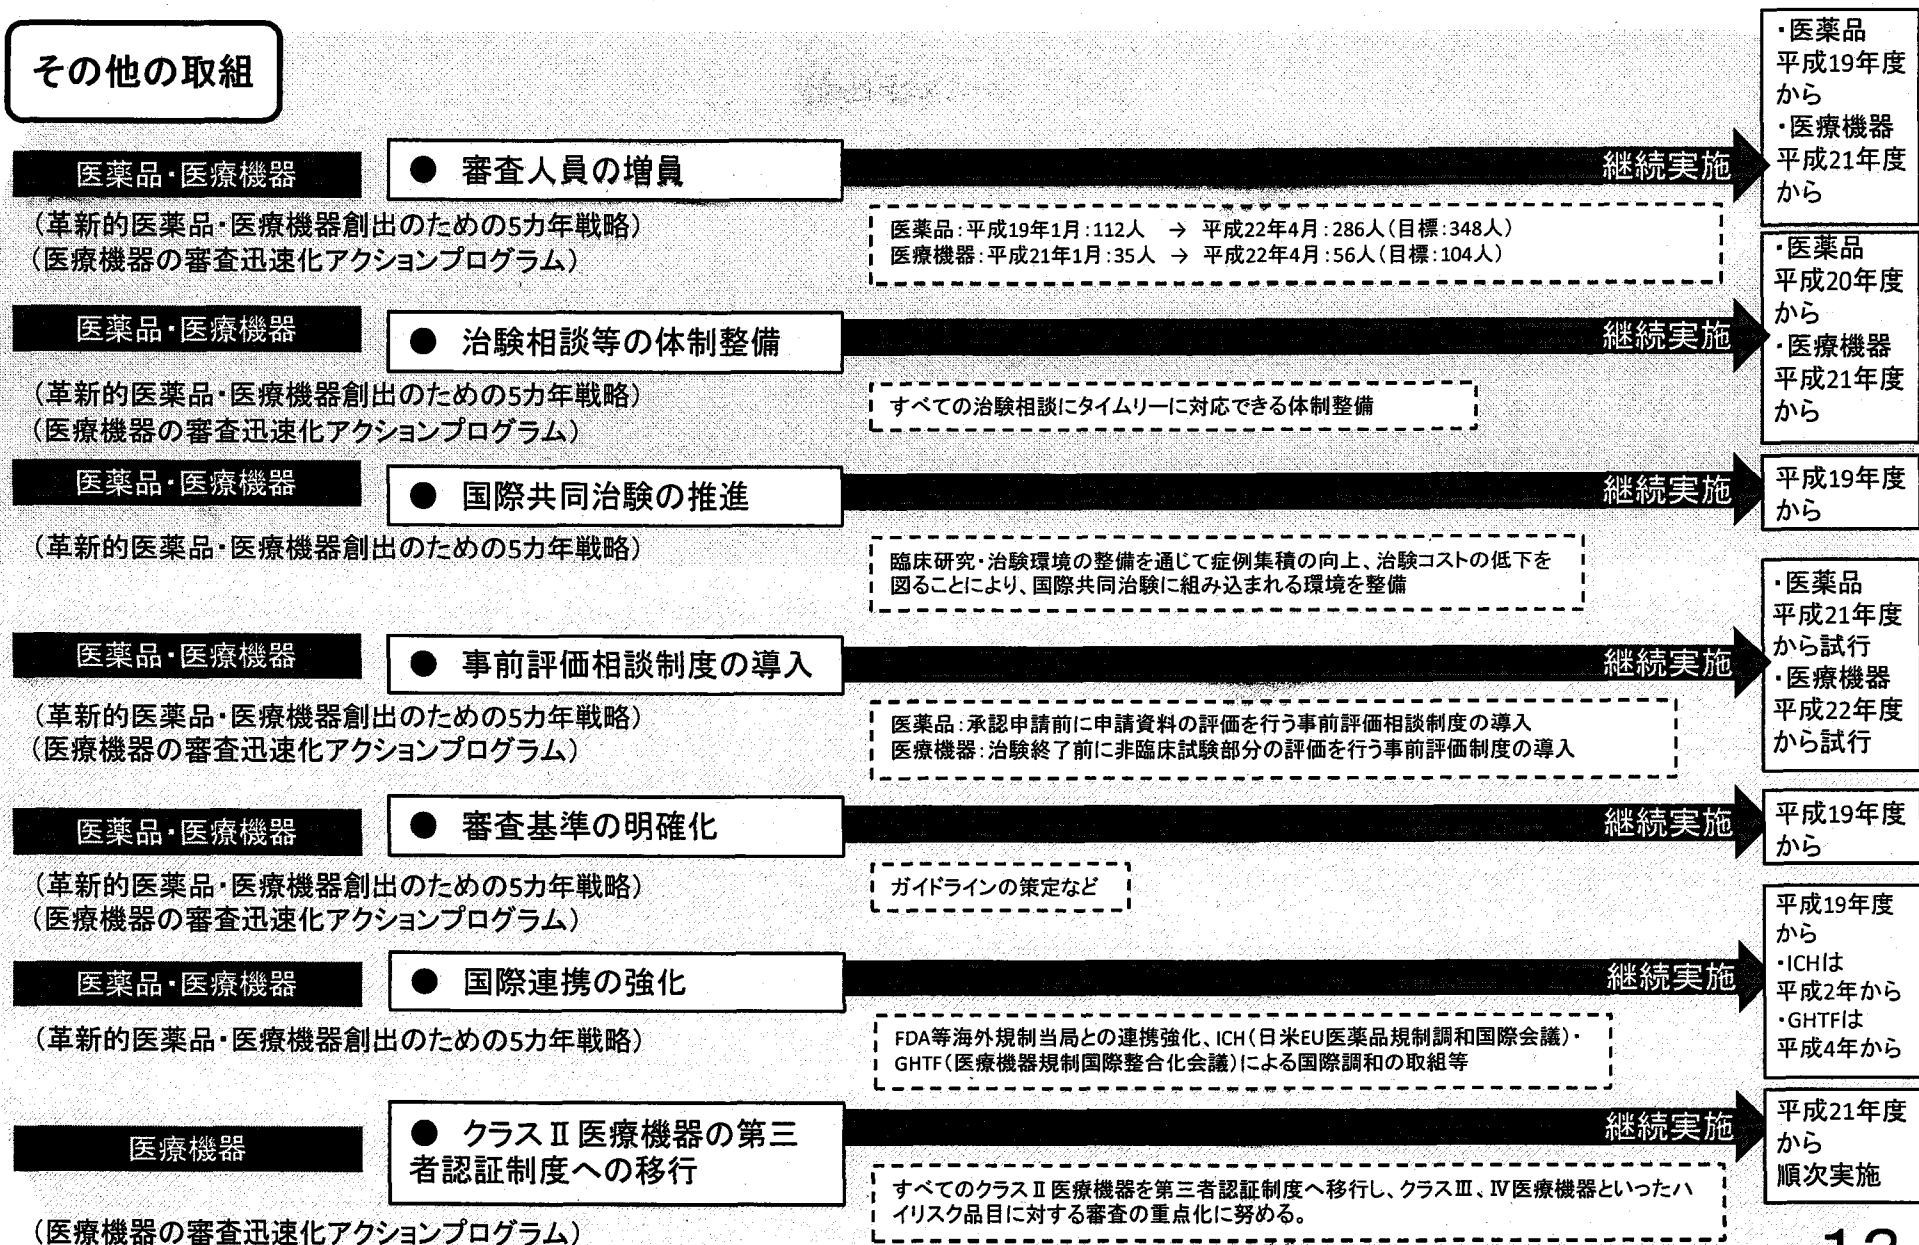 その他の取組
医薬品・医療機器
● 審査人員の増員
継続実施
・医薬品
平成19年度
から
・医療機器
平成21年度
から
(革新的医薬品・医療機器創出のための5カ年戦略)
(医療機器の審査迅速化アクションプログラム)
医薬品:平成19年1月:112人 → 平成22年4月:286人(目標:348人)
医療機器:平成21年1月:35人 → 平成22年4月:56人(目標:104人)
医薬品・医療機器
● 治験相談等の体制整備
継続実施
・医薬品
平成20年度
から
・医療機器
平成21年度
から
(革新的医薬品・医療機器創出のための5カ年戦略)
(医療機器の審査迅速化アクションプログラム)
すべての治験相談にタイムリーに対応できる体制整備
医薬品・医療機器
● 国際共同治験の推進
継続実施
平成19年度
から
(革新的医薬品・医療機器創出のための5カ年戦略)
臨床研究・治験環境の整備を通じて症例集積の向上、治験コストの低下を
図ることにより、国際共同治験に組み込まれる環境を整備
医薬品・医療機器
● 事前評価相談制度の導入
継続実施
・医薬品
平成21年度
から試行
・医療機器
平成22年度
から試行
(革新的医薬品・医療機器創出のための5カ年戦略)
(医療機器の審査迅速化アクションプログラム)
医薬品:承認申請前に申請資料の評価を行う事前評価相談制度の導入
医療機器:治験終了前に非臨床試験部分の評価を行う事前評価制度の導入
医薬品・医療機器
● 審査基準の明確化
継続実施
平成19年度
から
(革新的医薬品・医療機器創出のための5カ年戦略)
(医療機器の審査迅速化アクションプログラム)
ガイドラインの策定など
医薬品・医療機器
● 国際連携の強化
継続実施
平成19年度
から
・ICHは
平成2年から
・GHTFは
平成4年から
(革新的医薬品・医療機器創出のための5カ年戦略)
FDA等海外規制当局との連携強化、ICH(日米EU医薬品規制調和国際会議)・
GHTF(医療機器規制国際整合化会議)による国際調和の取組等
医療機器
● クラスⅡ医療機器の第三
者認証制度への移行
継続実施
平成21年度
から
順次実施
(医療機器の審査迅速化アクションプログラム)
すべてのクラスⅡ医療機器を第三者認証制度へ移行し、クラスⅢ、Ⅳ医療機器といったハ
イリスク品目に対する審査の重点化に努める。